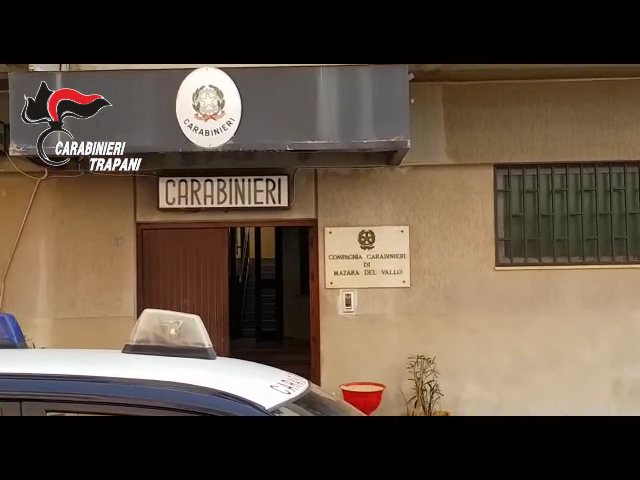 CARABINIERI
CARABINIERI
TRAPANI
CARABINIERI
COMPAGNIA CARABINIERI
DI
MAZARA DEL VALLO